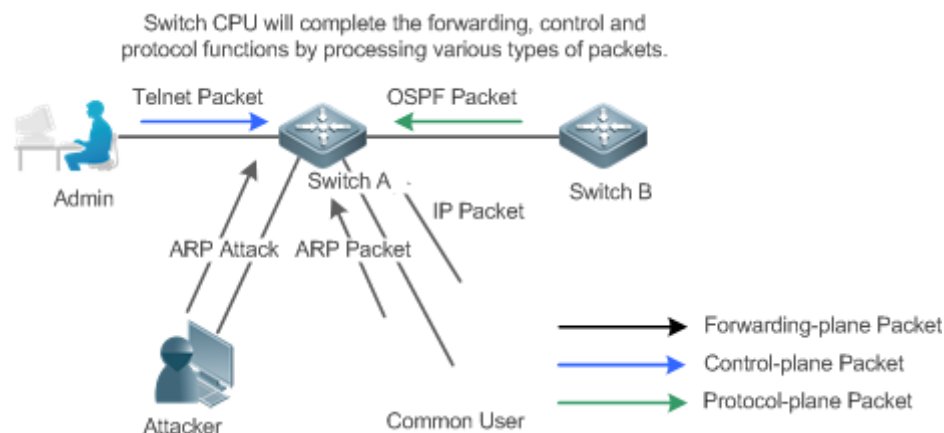 Switch CPU will complete the forwarding, control and
protocol functions by processing various types of packets.
Telnet Packet
OSPF Packet
Admin
Switch A
Switch B
IP Packet
ARP Attack
ARP Packet
Forwarding-plane Packet
Control-plane Packet
Protocol-plane Packet
Attacker
Common User